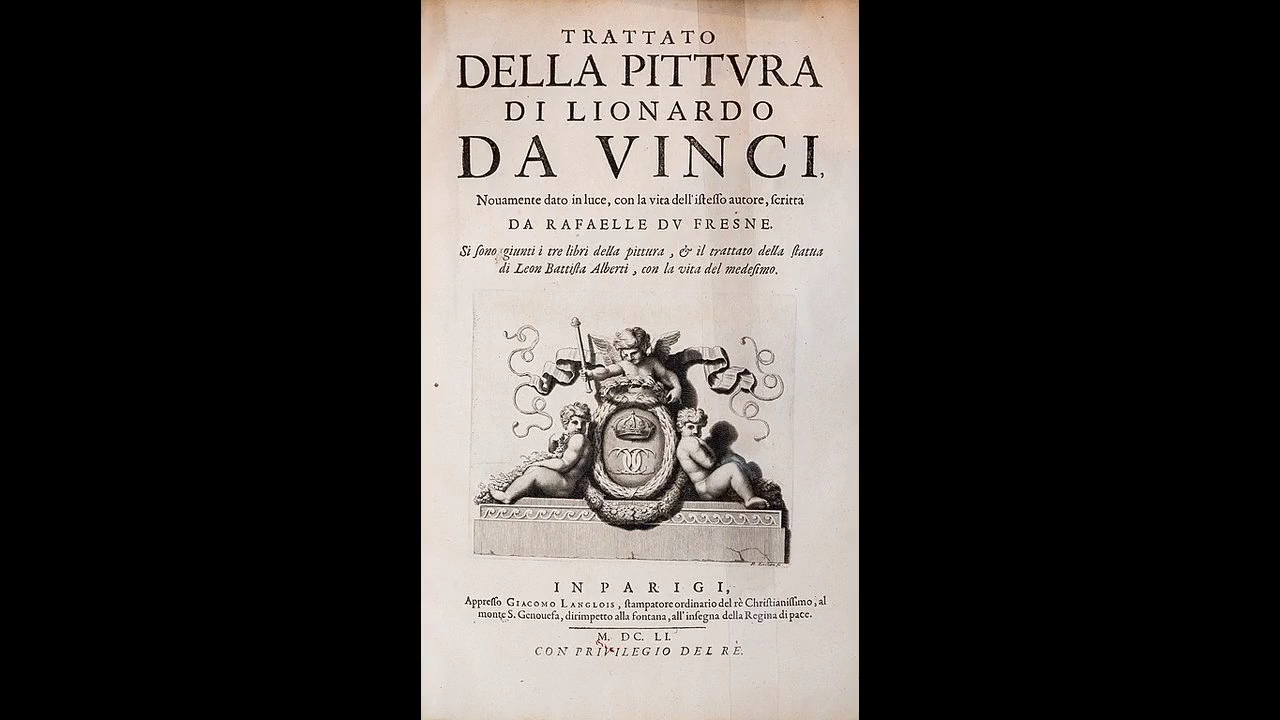 TRATTATO
DELLA PITTVRA
DI LIONARDO
DA VINCI,
Nouamente dato in luce, con la vita dell'iſteſſo autore, ſcritta
DA RAFAELLE DV FRESNE.
Si ſono giunti i tre libri della pittura, & il trattato della ſtatua
di Leon Battiſta Alberti, con la vita del medeſimo.
IN PARIGI,
Appreſſo GIACOMO LANGLOIS, ſtampatore ordinario del rè Chriſtianiſſimo, al
monte S. Genoueſa, dirimpetto alla fontana, all'inſegna della Regina di pace.
M. DC. LI.
CON PRIVILEGIO DEL RÈ.